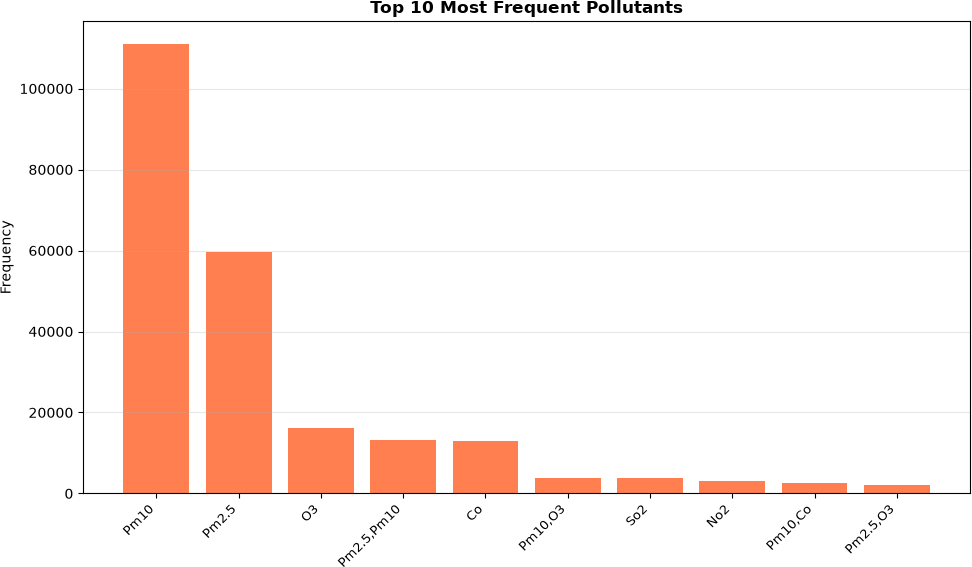 Top 10 Most Frequent Pollutants
Frequency
100000
80000
60000
40000
20000
0
Pm10
Pm2.5
O3
Pm2.5,Pm10
Co
Pm10,O3
So2
No2
Pm10,Co
Pm2.5,O3